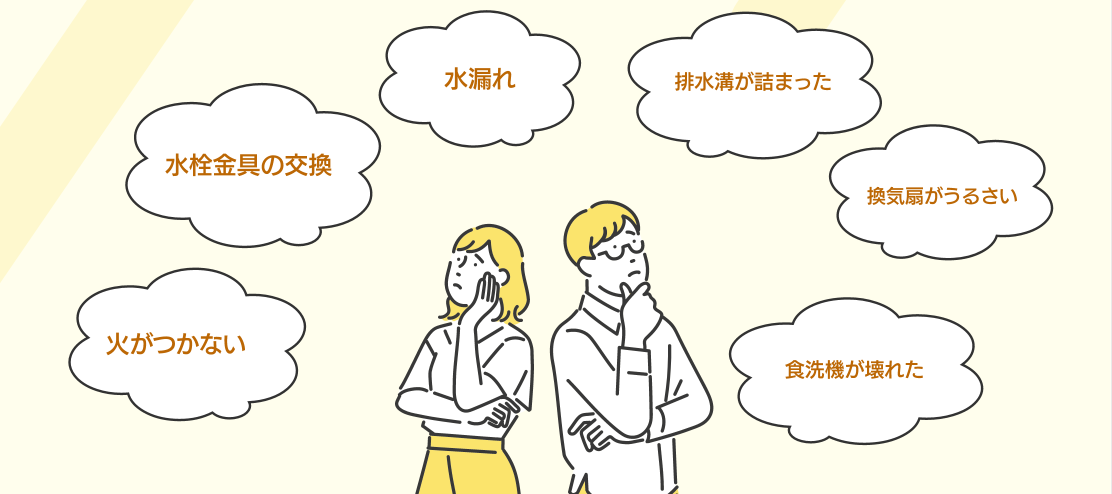 水漏れ
排水溝が詰まった
水栓金具の交換
換気扇がうるさい
火がつかない
食洗機が壊れた